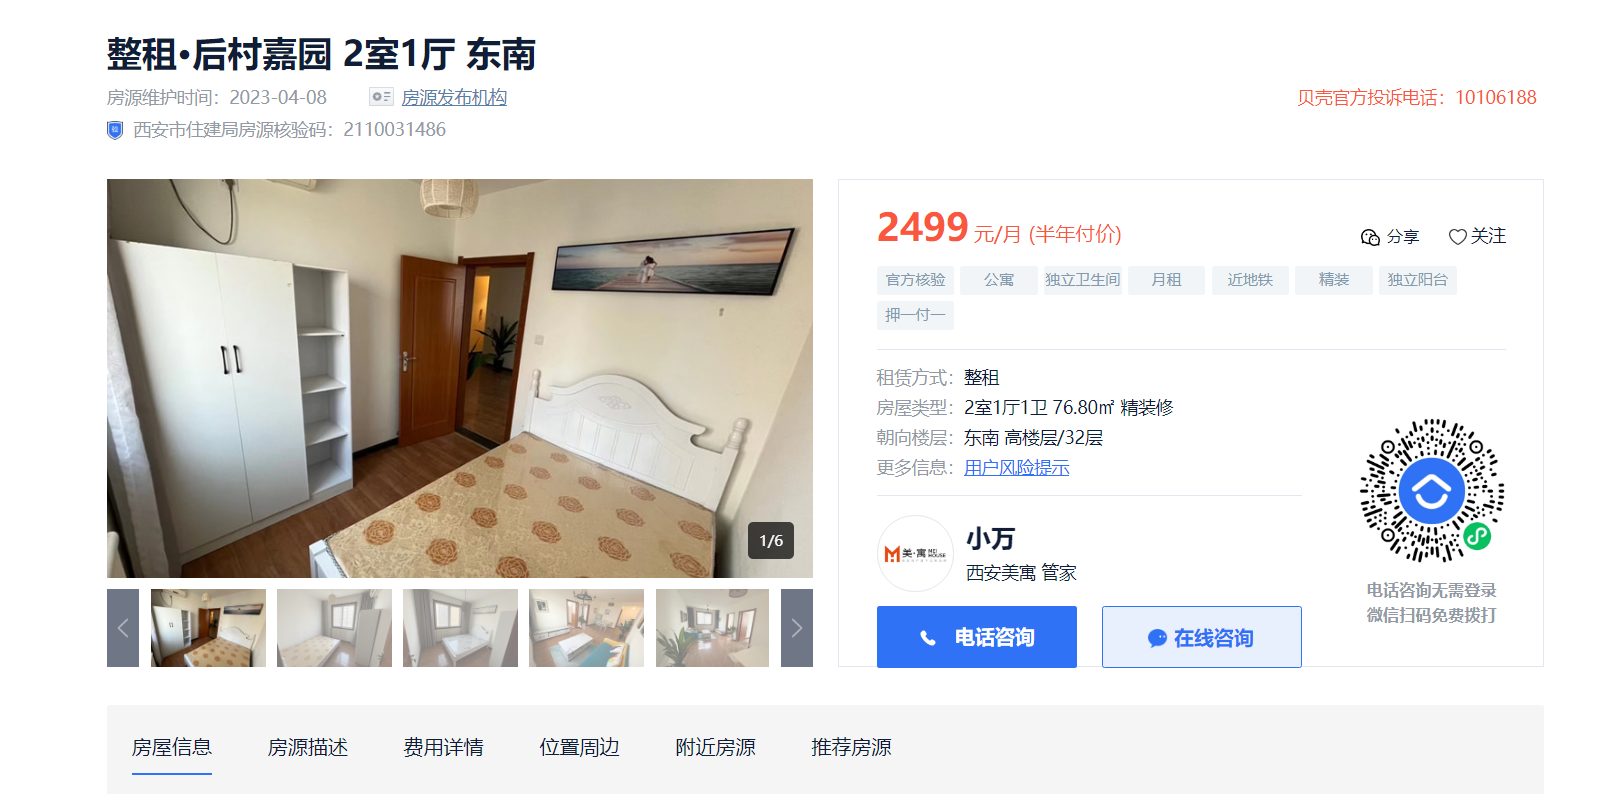 整租·后村嘉园 2室1厅 东南
房源维护时间：2023-04-08 房源发布机构
贝壳官方投诉电话：10106188
西安市住建局房源核验码：2110031486
1/6
2499 元/月 (半年付价)
分享 关注
官方核验 公寓 独立卫生间 月租 近地铁 精装 独立阳台
押一付一
租赁方式：整租
房屋类型：2室1厅1卫 76.80㎡ 精装修
朝向楼层：东南 高楼层/32层
更多信息：用户风险提示
美·寓 MEI HOUSE
小万
西安美寓 管家
电话咨询 在线咨询
电话咨询无需登录
微信扫码免费拨打
房屋信息 房源描述 费用详情 位置周边 附近房源 推荐房源